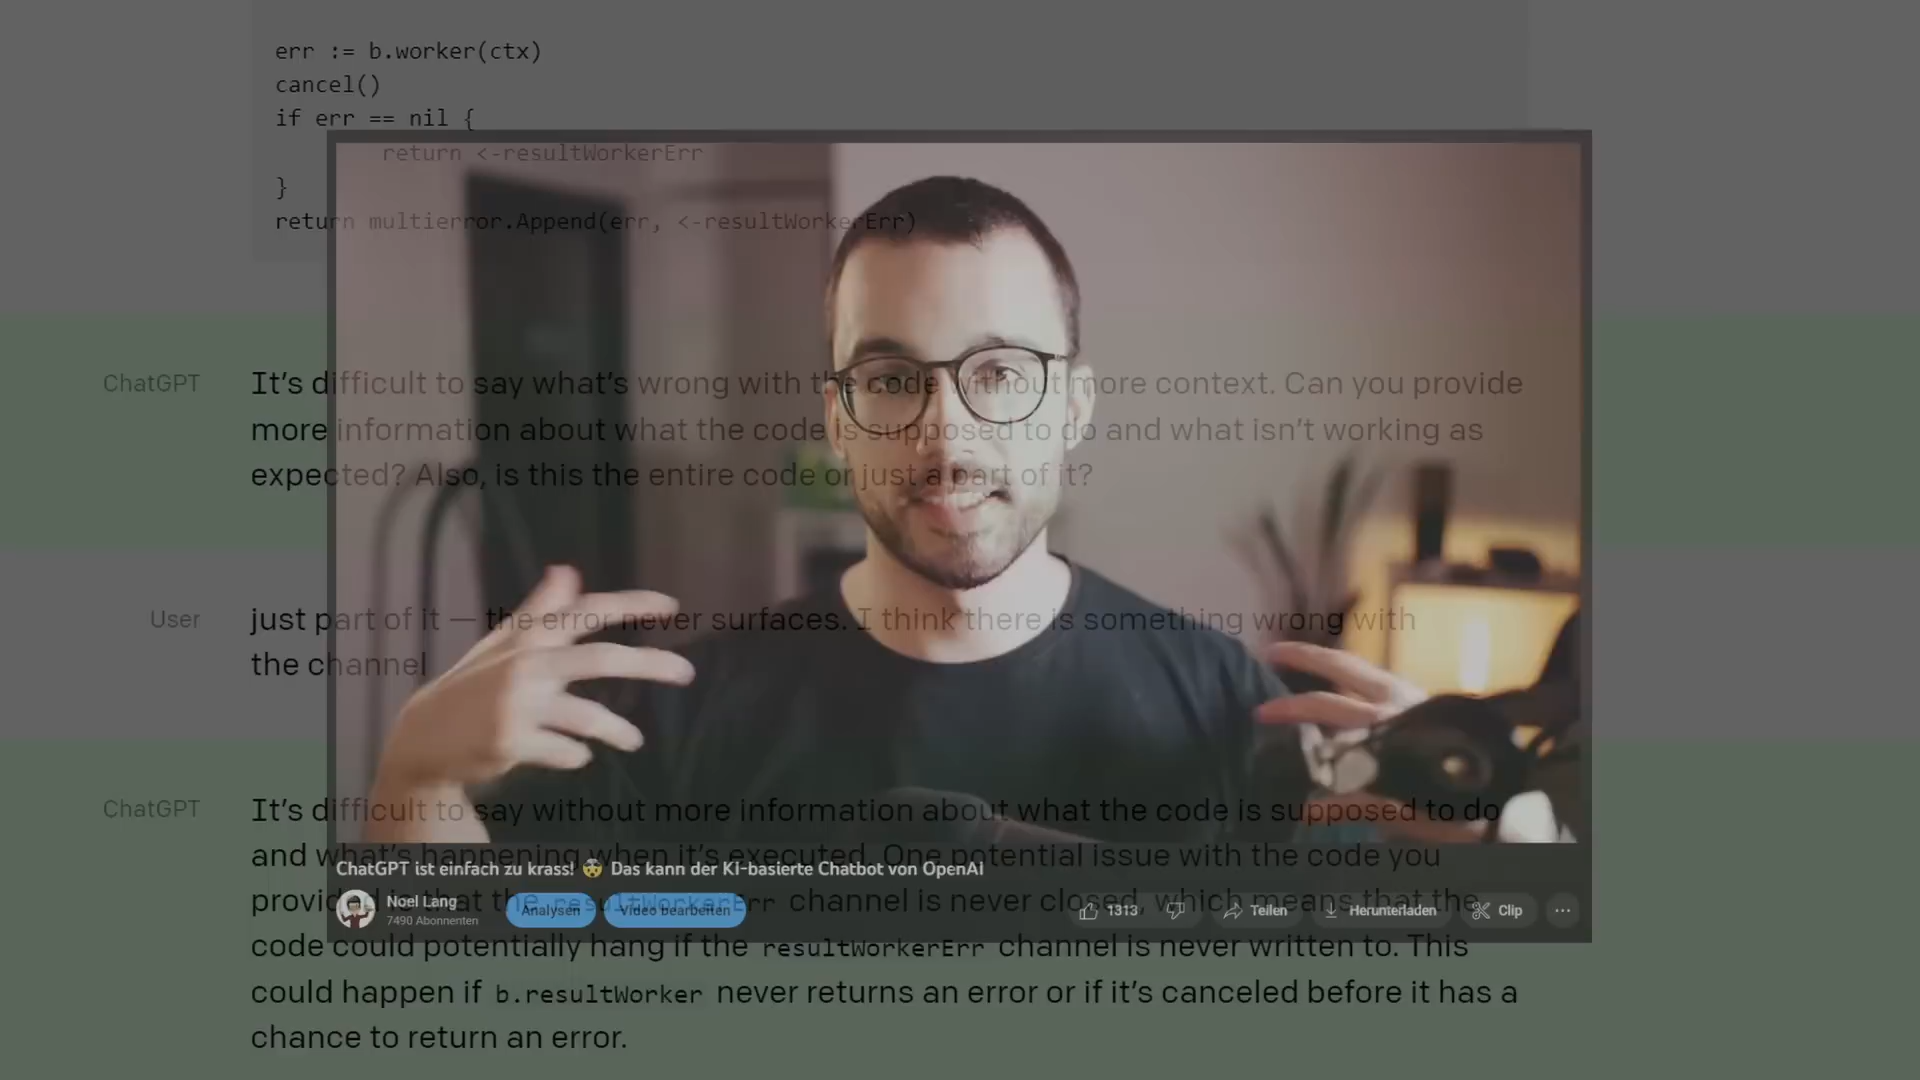 err := b.worker(ctx)
cancel()
if err == nil {
return <-resultWorkerErr
}
return multierror.Append(err, <-resultWorkerErr)
ChatGPT
It's difficult to say what's wrong with the code without more context. Can you provide
more information about what the code is supposed to do and what isn't working as
expected? Also, is this the entire code or just a part of it?
User
just part of it — the error never surfaces. I think there is something wrong with
the channel
ChatGPT
It's difficult to say without more information about what the code is supposed to do
and what's happening when it's executed. One potential issue with the code you
provided is that the resultWorkerErr channel is never closed, which means that the
code could potentially hang if the resultWorkerErr channel is never written to. This
could happen if b.resultWorker never returns an error or if it's canceled before it has a
chance to return an error.
ChatGPT ist einfach zu krass! 🤯 Das kann der KI-basierte Chatbot von OpenAI
Noel Lang
7490 Abonnenten
Analysen
Video bearbeiten
1313
Teilen
Herunterladen
Clip